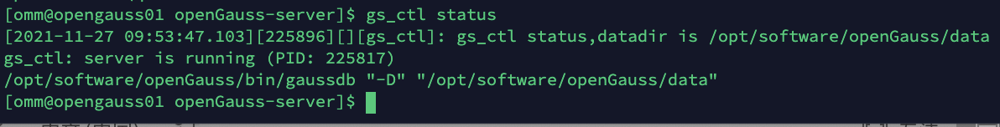 [omm@opengauss01 openGauss-server]$ gs_ctl status
[2021-11-27 09:53:47.103][225896][][gs_ctl]: gs_ctl status,datadir is /opt/software/openGauss/data
gs_ctl: server is running (PID: 225817)
/opt/software/openGauss/bin/gaussdb "-D" "/opt/software/openGauss/data"
[omm@opengauss01 openGauss-server]$